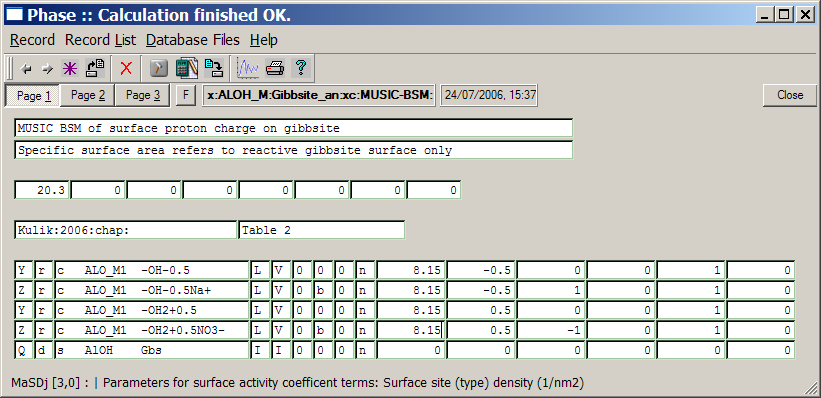 Phase :: Calculation finished OK.
Record Record List Database Files Help
Page 1 Page 2 Page 3 F x:ALOH_M:Gibbsite_an:xc:MUSIC-BSM: 24/07/2006, 15:37 Close
MUSIC BSM of surface proton charge on gibbsite
Specific surface area refers to reactive gibbsite surface only
20.3 0 0 0 0 0 0 0
Kulik:2006:chap: Table 2
Y r c ALO_M1 -OH-0.5 L V 0 0 0 n 8.15 -0.5 0 0 1 0
Z r c ALO_M1 -OH-0.5Na+ L V 0 b 0 n 8.15 -0.5 1 0 1 0
Y r c ALO_M1 -OH2+0.5 L V 0 0 0 n 8.15 0.5 0 0 1 0
Z r c ALO_M1 -OH2+0.5NO3- L V 0 b 0 n 8.15 0.5 -1 0 1 0
Q d s AlOH Gbs I I 0 0 0 n 0 0 0 0 0 0
MaSDj [3,0] : | Parameters for surface activity coefficent terms: Surface site (type) density (1/nm2)